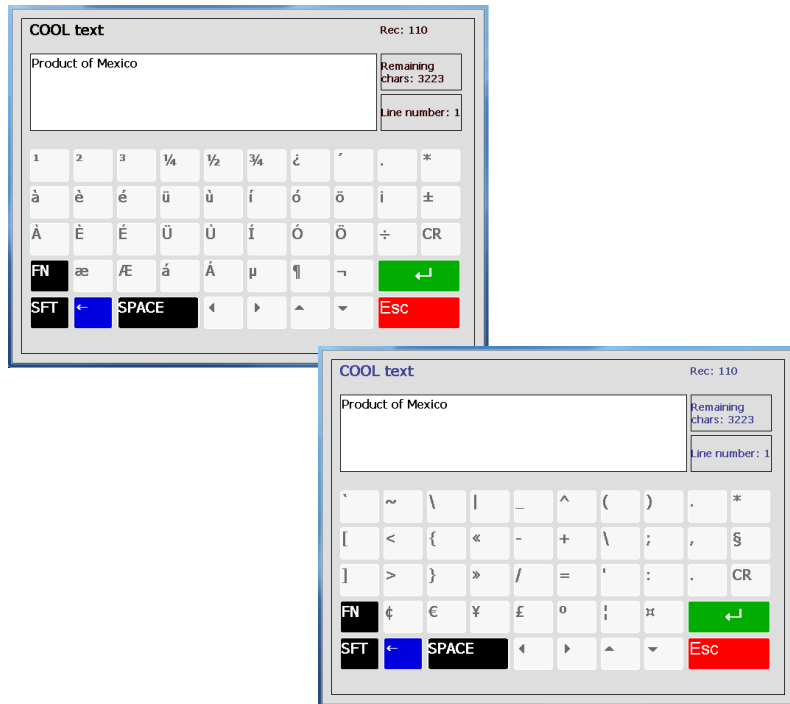 COOL text Rec: 110
Product of Mexico
Remaining
chars: 3223
Line number: 1
¹ ² ³ ¼ ½ ¾ ¿ ´ . *
à è é ü ù í ó ö i ±
À È É Ü Ù Í Ó Ö ÷ CR
FN æ Æ á Á µ ¶ ¬ ↵
SFT ← SPACE ◂ ▸ ▴ ▾ Esc
COOL text Rec: 110
Product of Mexico
Remaining
chars: 3223
Line number: 1
` ~ \ | _ ^ ( ) . *
[ < { « - + \ ; , §
] > } » / = ' : . CR
FN ¢ € ¥ £ º ¦ ¤ ↵
SFT ← SPACE ◂ ▸ ▴ ▾ Esc